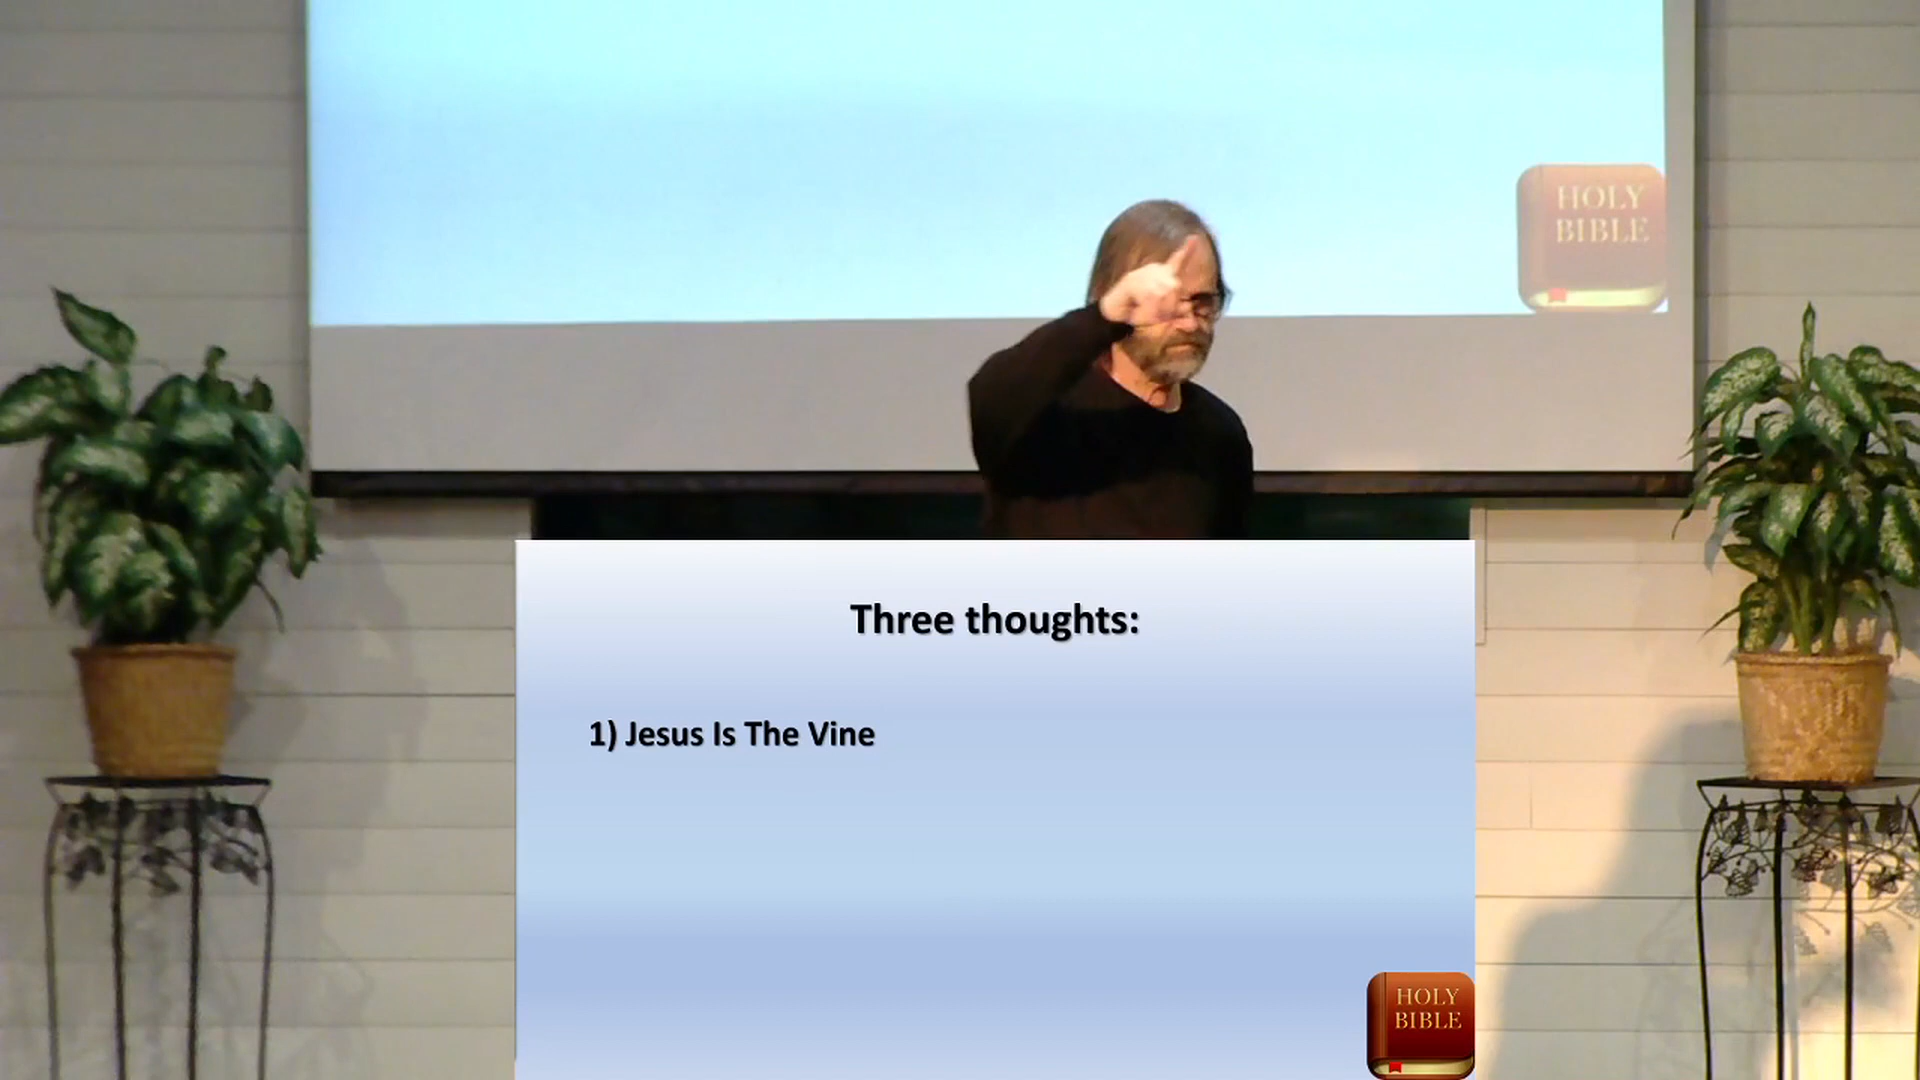 HOLY
BIBLE
Three thoughts:
1) Jesus Is The Vine
HOLY
BIBLE